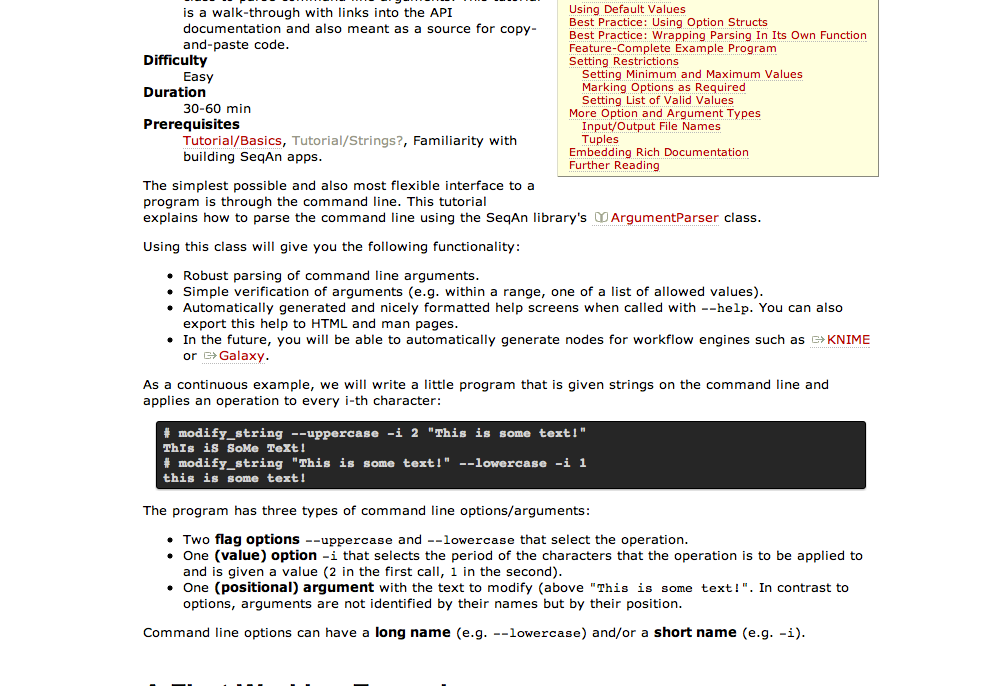 is a walk-through with links into the API
documentation and also meant as a source for copy-
and-paste code.
Difficulty
Easy
Duration
30-60 min
Prerequisites
Tutorial/Basics, Tutorial/Strings?, Familiarity with
building SeqAn apps.
Using Default Values
Best Practice: Using Option Structs
Best Practice: Wrapping Parsing In Its Own Function
Feature-Complete Example Program
Setting Restrictions
Setting Minimum and Maximum Values
Marking Options as Required
Setting List of Valid Values
More Option and Argument Types
Input/Output File Names
Tuples
Embedding Rich Documentation
Further Reading
The simplest possible and also most flexible interface to a
program is through the command line. This tutorial
explains how to parse the command line using the SeqAn library's ArgumentParser class.
Using this class will give you the following functionality:
• Robust parsing of command line arguments.
• Simple verification of arguments (e.g. within a range, one of a list of allowed values).
• Automatically generated and nicely formatted help screens when called with --help. You can also
export this help to HTML and man pages.
• In the future, you will be able to automatically generate nodes for workflow engines such as KNIME
or Galaxy.
As a continuous example, we will write a little program that is given strings on the command line and
applies an operation to every i-th character:
# modify_string --uppercase -i 2 "This is some text!"
ThIs iS SoMe TeXt!
# modify_string "This is some text!" --lowercase -i 1
this is some text!
The program has three types of command line options/arguments:
• Two flag options --uppercase and --lowercase that select the operation.
• One (value) option -i that selects the period of the characters that the operation is to be applied to
and is given a value (2 in the first call, 1 in the second).
• One (positional) argument with the text to modify (above "This is some text!". In contrast to
options, arguments are not identified by their names but by their position.
Command line options can have a long name (e.g. --lowercase) and/or a short name (e.g. -i).